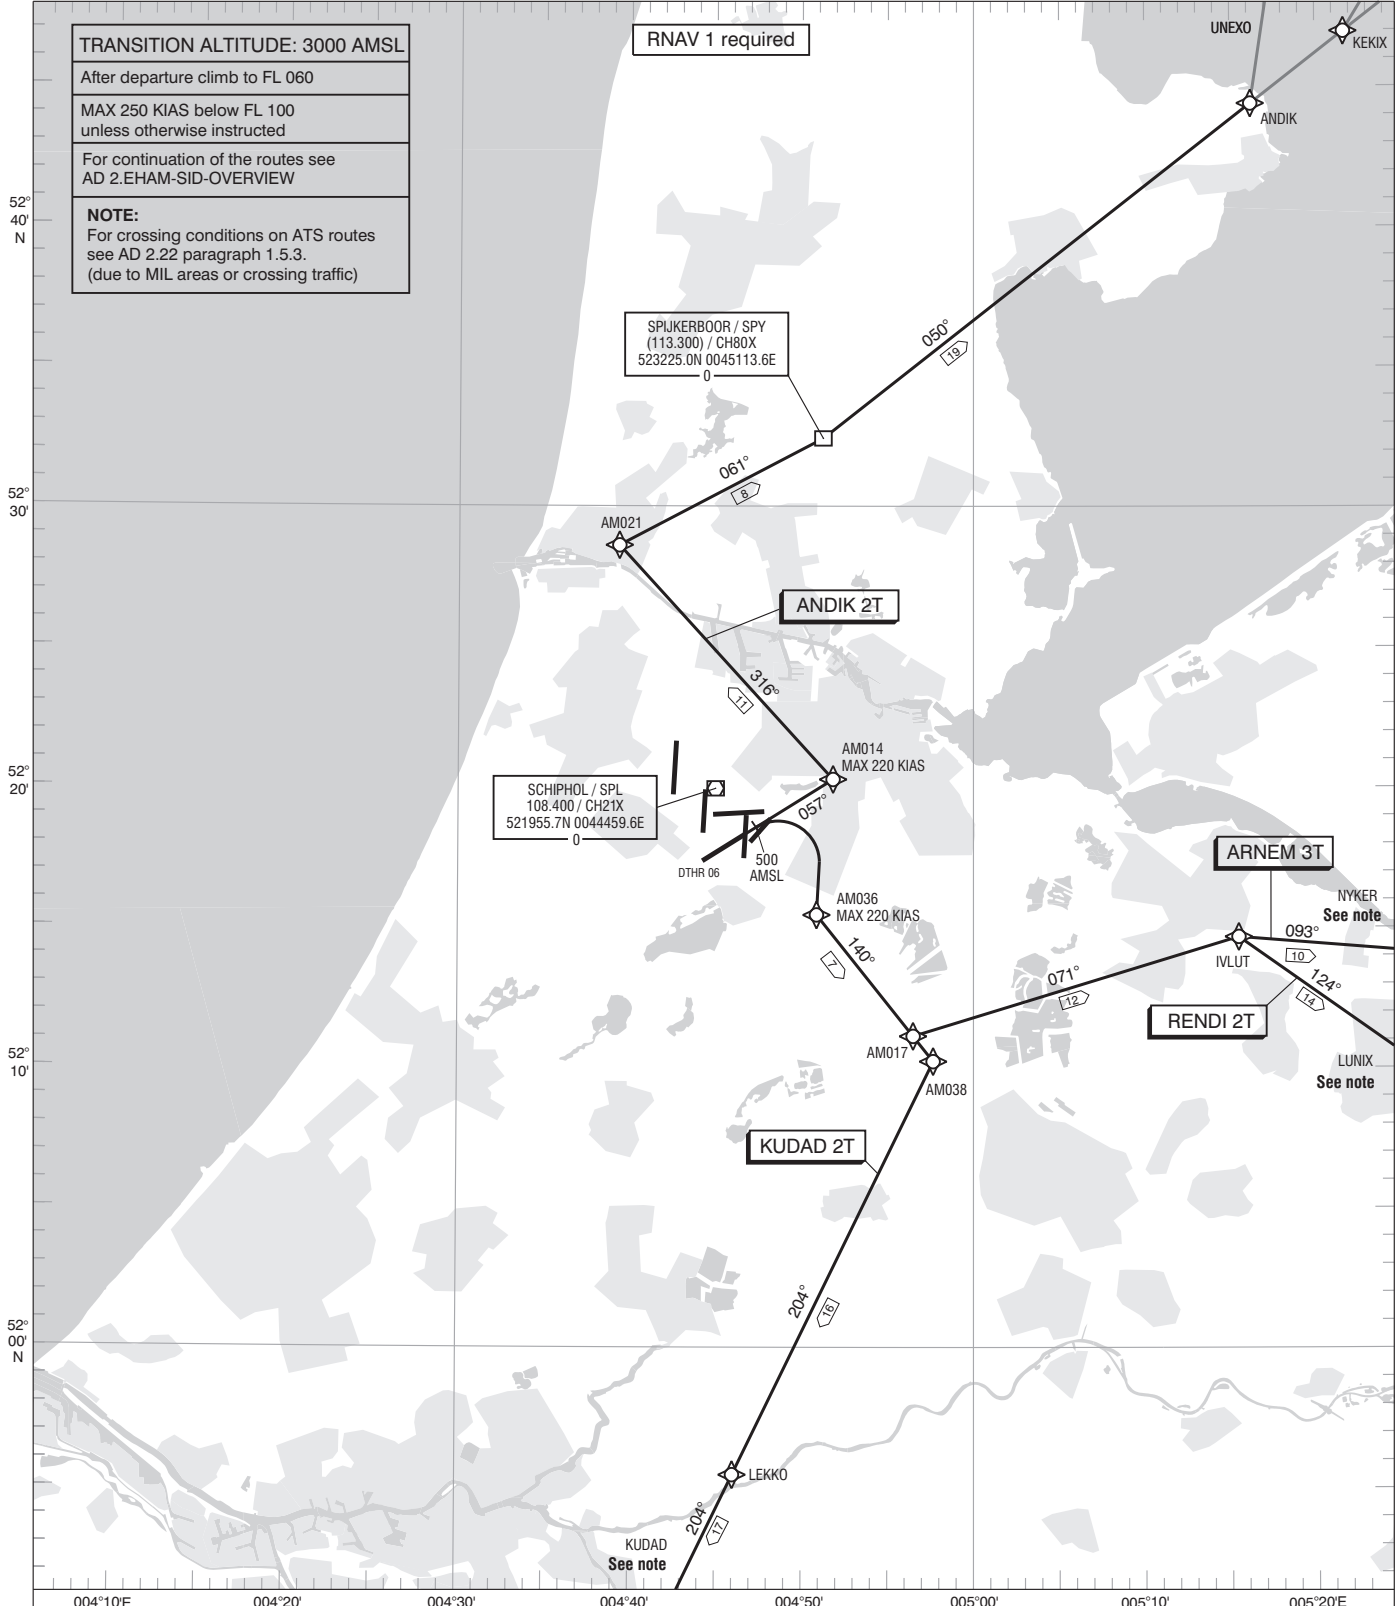 TRANSITION ALTITUDE: 3000 AMSL
After departure climb to FL 060
MAX 250 KIAS below FL 100
unless otherwise instructed
For continuation of the routes see
AD 2.EHAM-SID-OVERVIEW
NOTE:
For crossing conditions on ATS routes
see AD 2.22 paragraph 1.5.3.
(due to MIL areas or crossing traffic)
RNAV 1 required
UNEXO
KEKIX
ANDIK
52°
40'
N
SPIJKERBOOR / SPY
(113.300) / CH80X
523225.0N 0045113.6E
0
050°
19
061°
8
52°
30'
AM021
ANDIK 2T
316°
11
AM014
MAX 220 KIAS
52°
20'
SCHIPHOL / SPL
108.400 / CH21X
521955.7N 0044459.6E
0
057°
500
AMSL
DTHR 06
ARNEM 3T
AM036
MAX 220 KIAS
NYKER
See note
140°
7
093°
10
IVLUT
071°
12
124°
14
RENDI 2T
AM017
52°
10'
LUNIX
See note
AM038
KUDAD 2T
204°
16
52°
00'
N
LEKKO
204°
17
KUDAD
See note
004°10'E
004°20'
004°30'
004°40'
004°50'
005°00'
005°10'
005°20'E